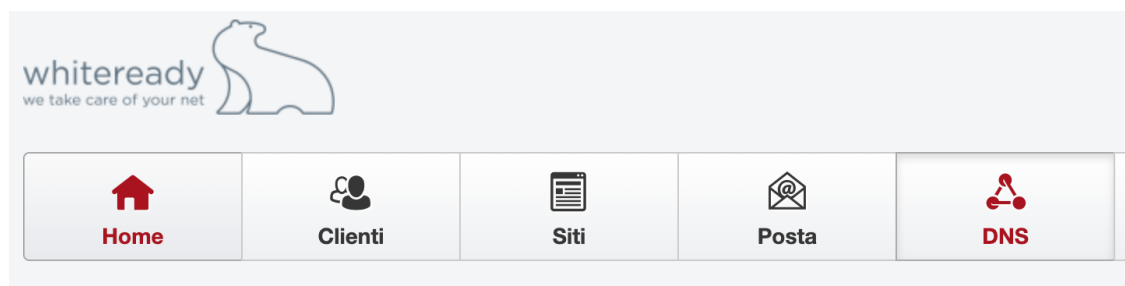 whiteready
we take care of your net
Home
Clienti
Siti
Posta
DNS